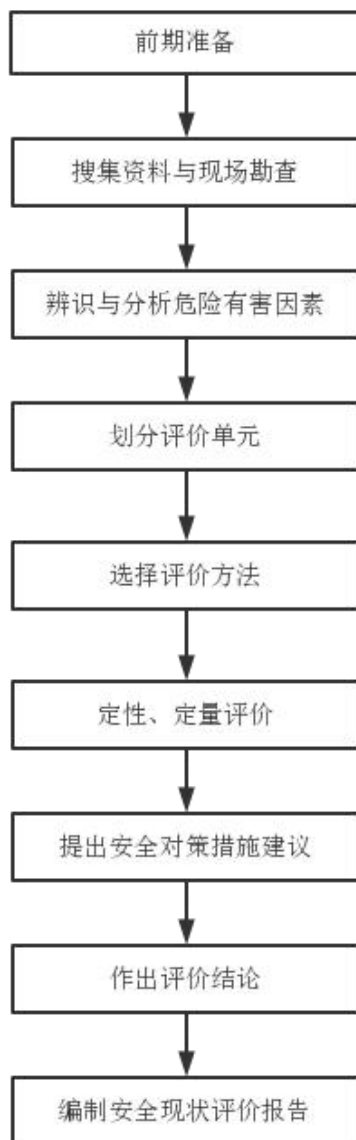 前期准备
搜集资料与现场勘查
辨识与分析危险有害因素
划分评价单元
选择评价方法
定性、定量评价
提出安全对策措施建议
作出评价结论
编制安全现状评价报告